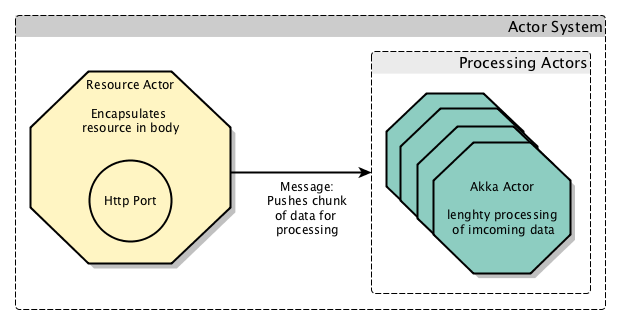 Actor System
Processing Actors
Resource Actor
Encapsulates
resource in body
Http Port
Message:
Pushes chunk
of data for
processing
Akka Actor
lenghty processing
of imcoming data